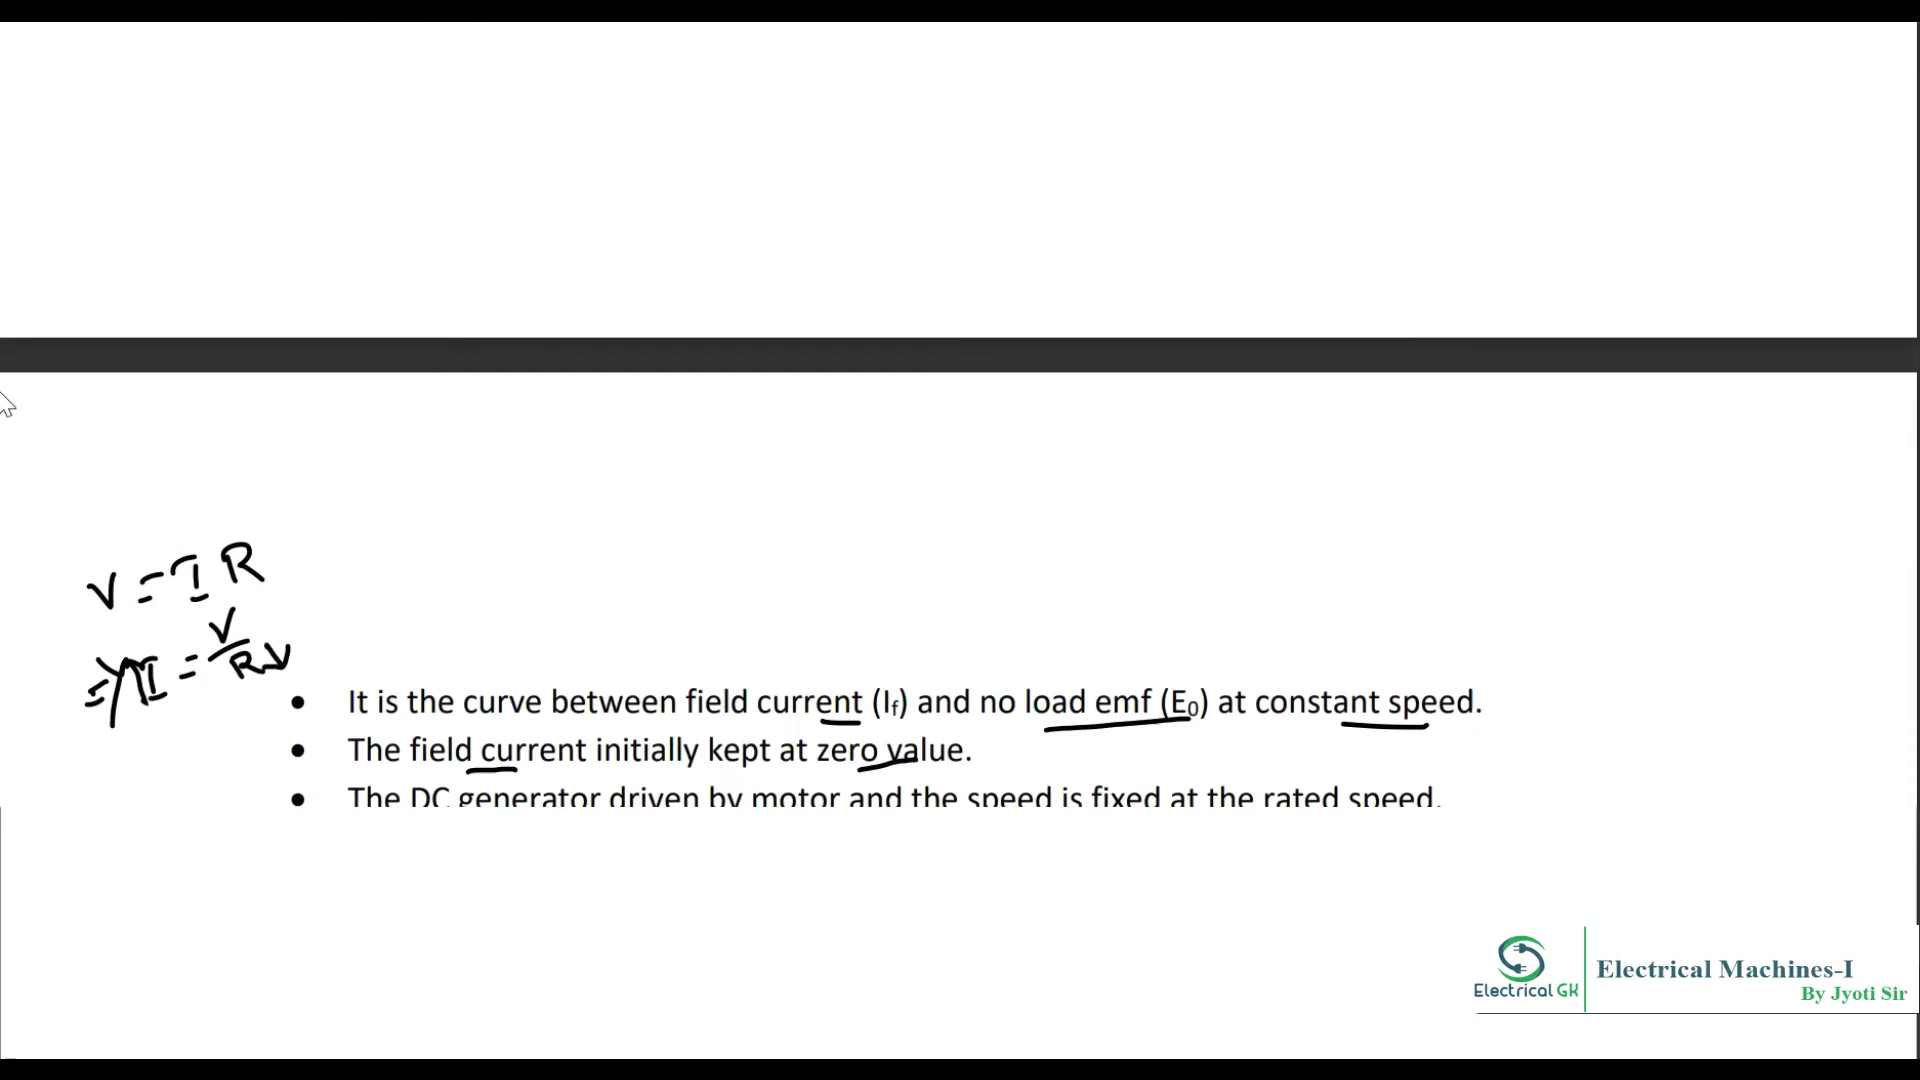 V = I R
⇒ ↑I = V/R↓
• It is the curve between field current (If) and no load emf (E0) at constant speed.
• The field current initially kept at zero value.
• The DC generator driven by motor and the speed is fixed at the rated speed.
Electrical GK
Electrical Machines-I
By Jyoti Sir